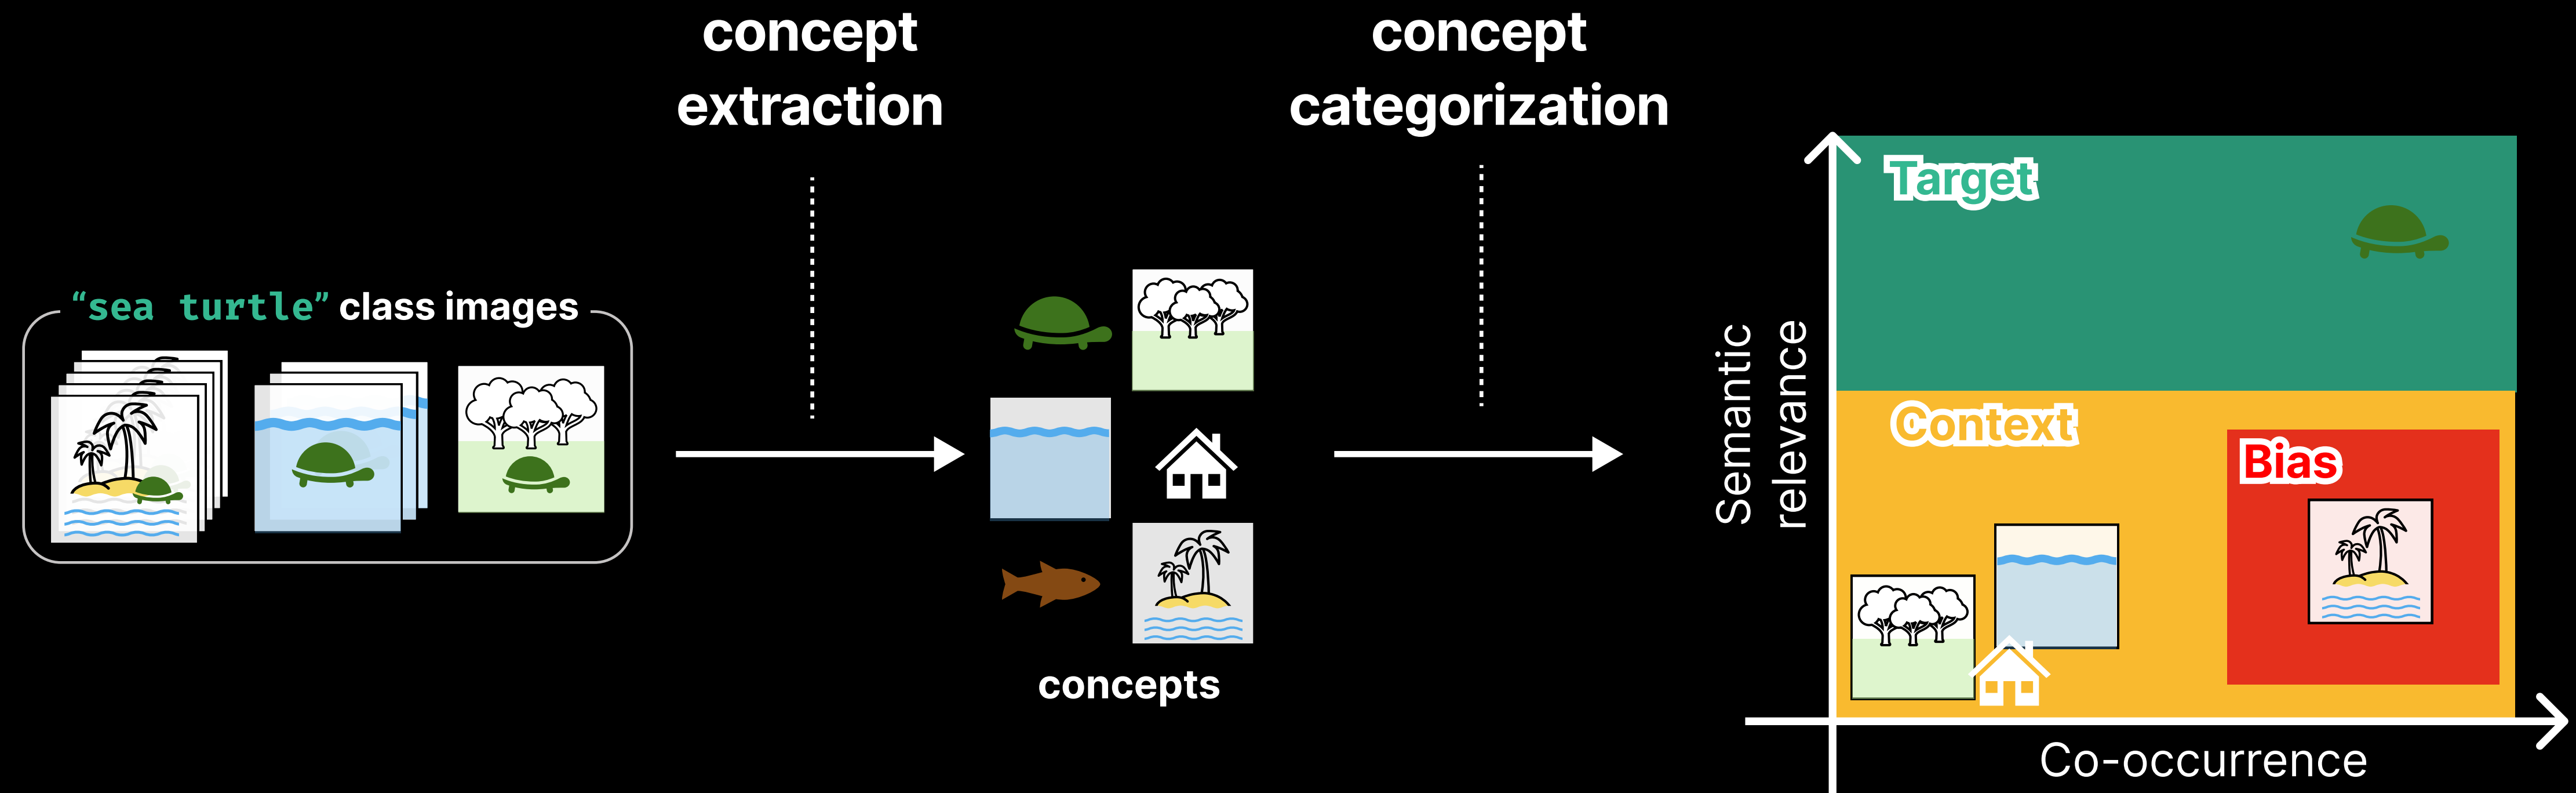 concept
extraction
concept
categorization
“sea turtle” class images
concepts
Semantic
relevance
Target
Context
Bias
Co-occurrence